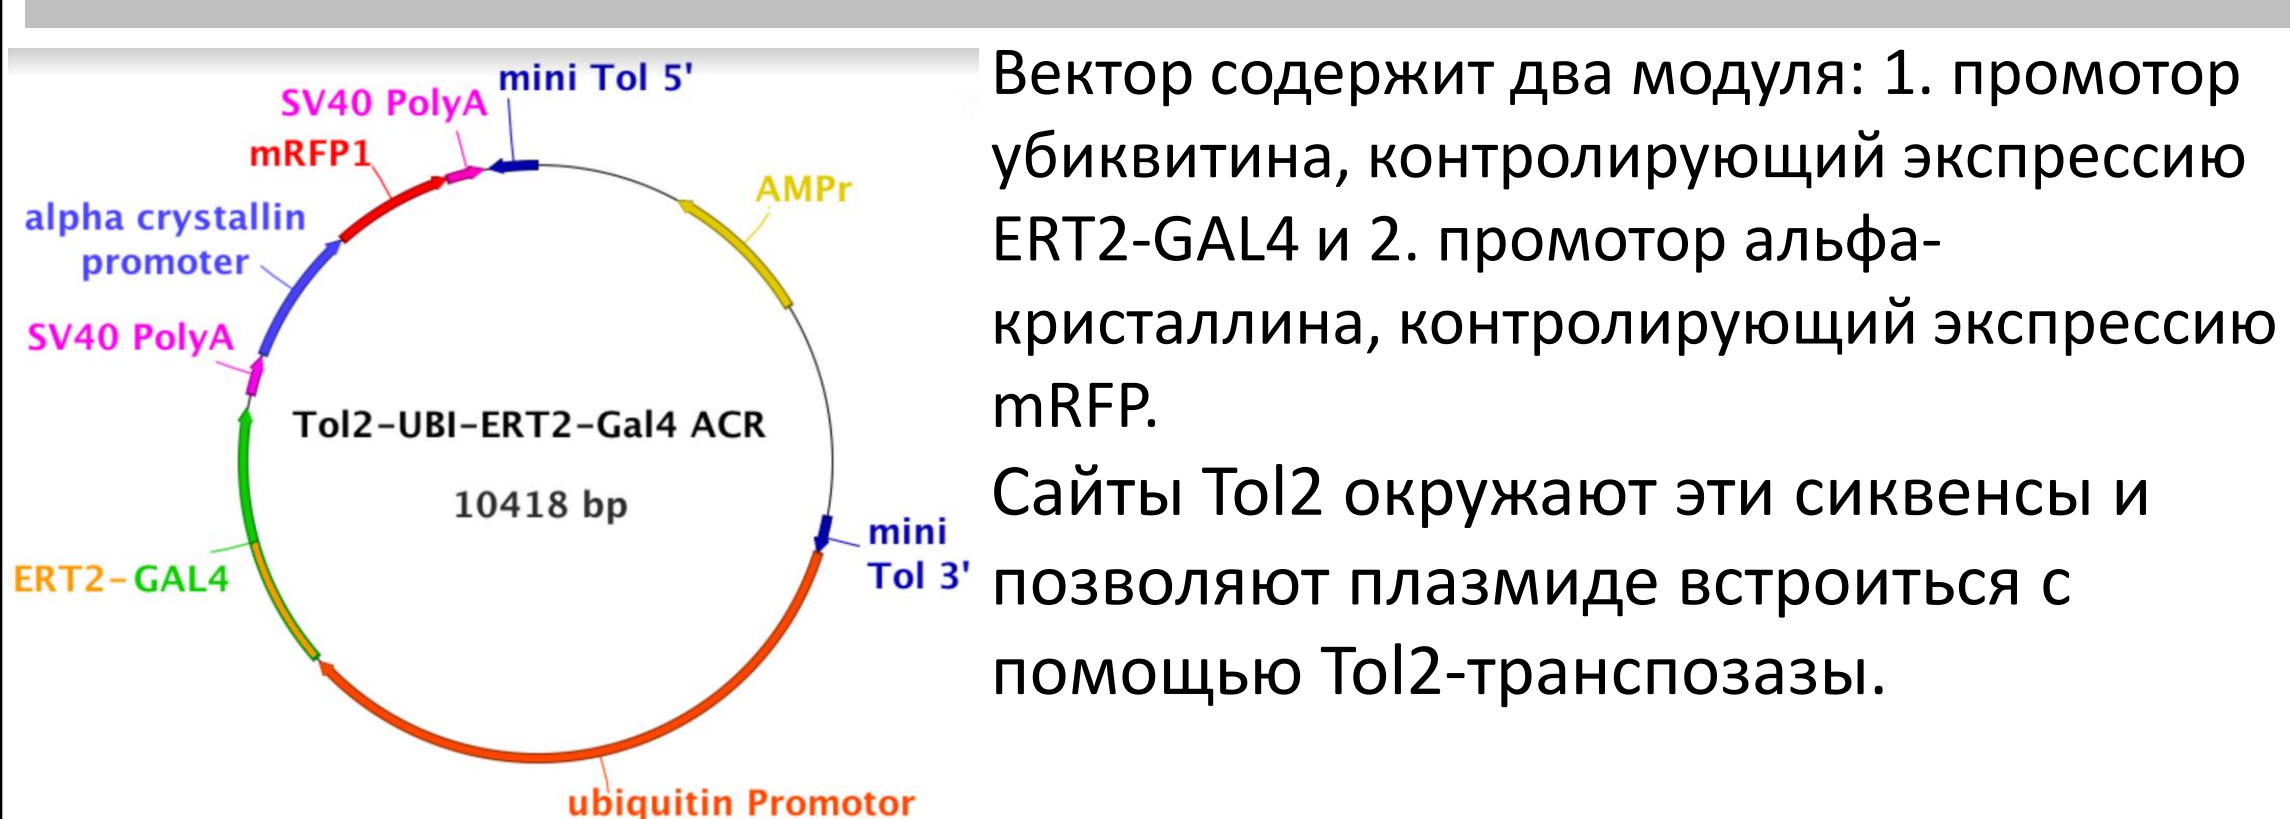 mini Tol 5'
SV40 PolyA
mRFP1
AMPr
alpha crystallin
promoter
SV40 PolyA
Tol2-UBI-ERT2-Gal4 ACR
10418 bp
mini
Tol 3'
ERT2-GAL4
ubiquitin Promotor
Вектор содержит два модуля: 1. промотор
убиквитина, контролирующий экспрессию
ERT2-GAL4 и 2. промотор альфа-
кристаллина, контролирующий экспрессию
mRFP.
Сайты Tol2 окружают эти сиквенсы и
позволяют плазмиде встроиться с
помощью Tol2-транспозазы.